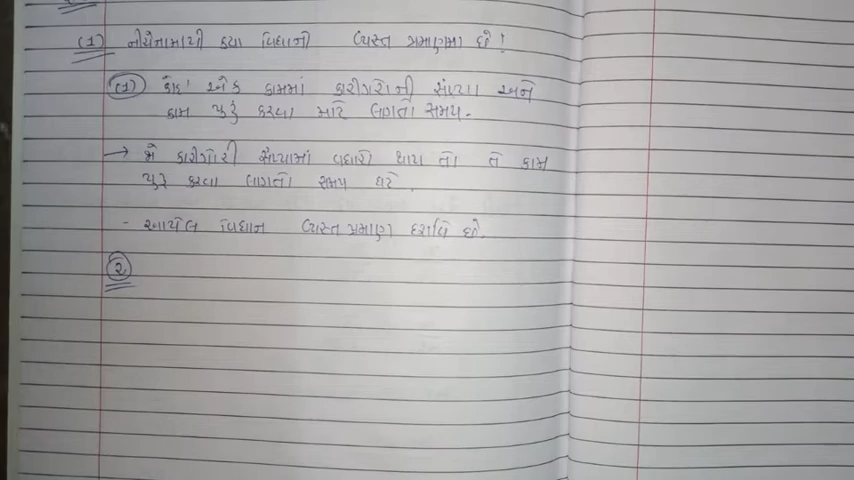 (1) નીચેનામાંથી કયા વિધાનો વ્યસ્ત પ્રમાણમા છે!
(1) કોઇ એક કામમાં કારીગરોની સંખ્યા અને
કામ પુરું કરવા માટે લાગતો સમય.
→ જો કારીગરોની સંખ્યામાં વધારો થાય તો તે કામ
પુરુ કરવા લાગતો સમય ઘટે.
- આપેલ વિધાન વ્યસ્ત પ્રમાણ દર્શાવે છે.
૨